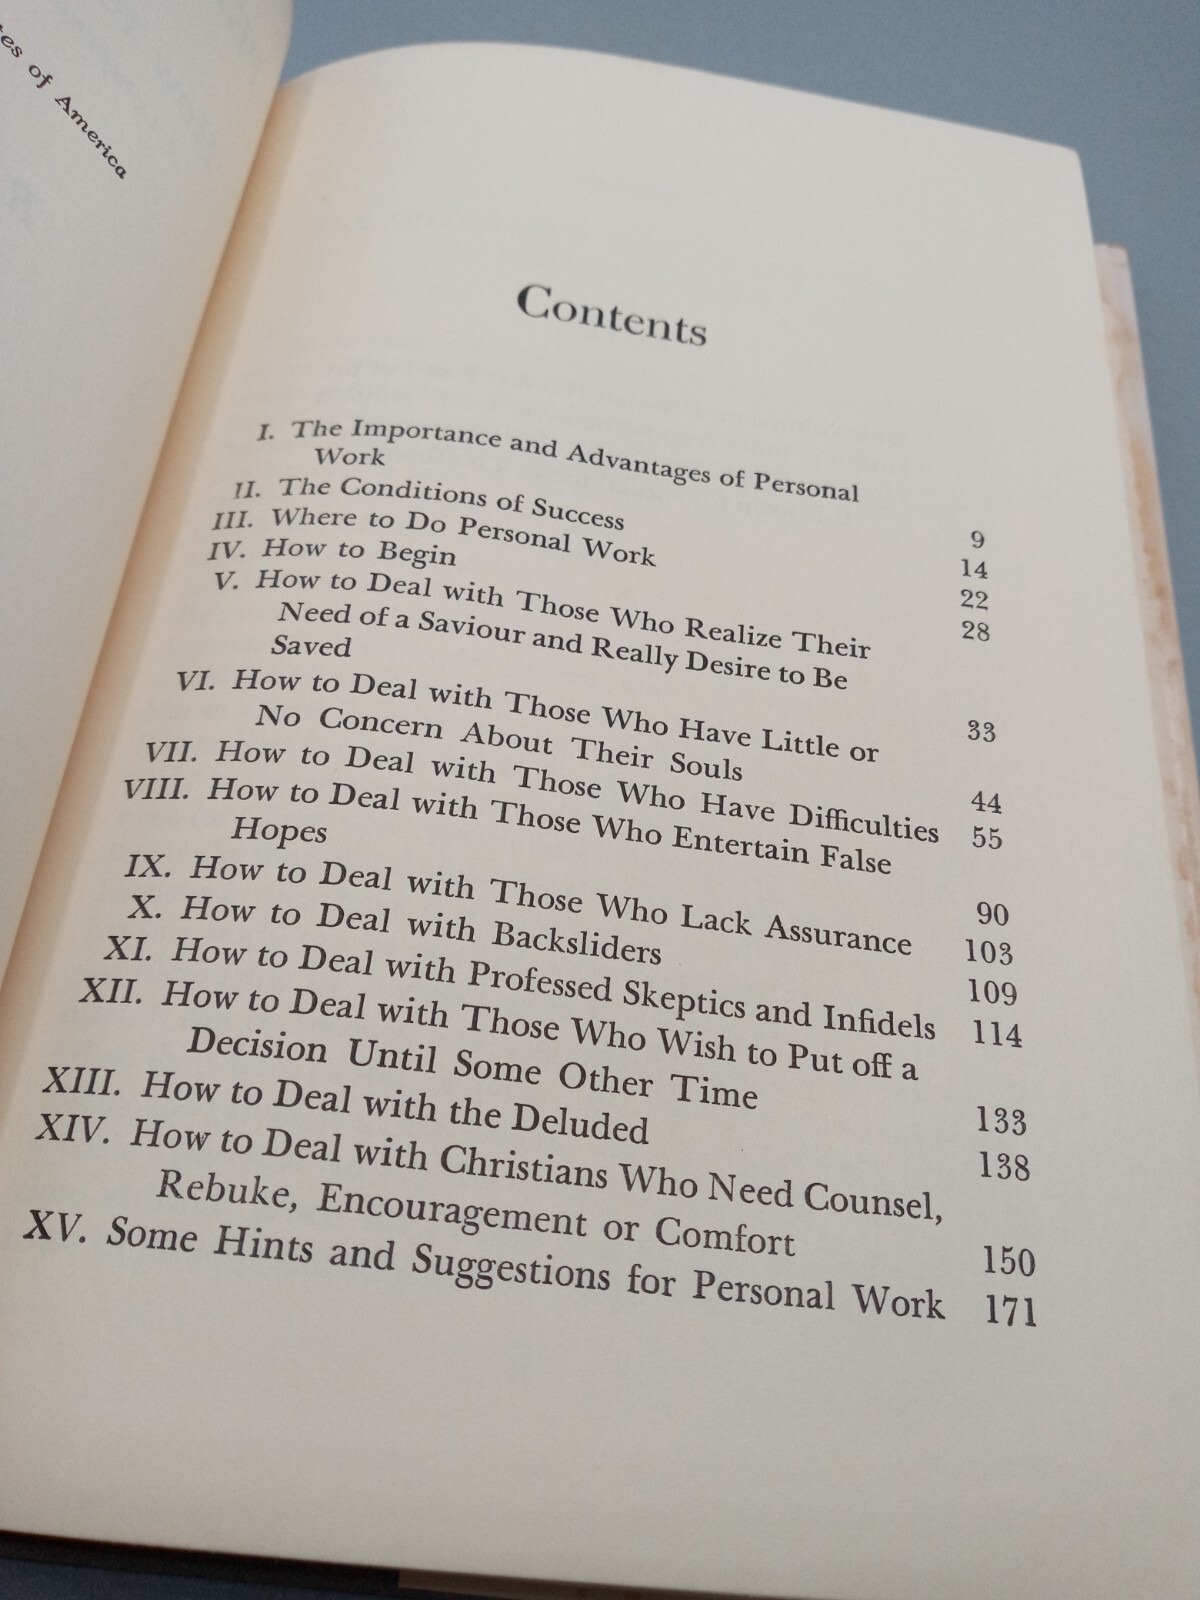 tes of America
Contents
I. The Importance and Advantages of Personal
Work 9
II. The Conditions of Success 14
III. Where to Do Personal Work 22
IV. How to Begin 28
V. How to Deal with Those Who Realize Their
Need of a Saviour and Really Desire to Be
Saved 33
VI. How to Deal with Those Who Have Little or
No Concern About Their Souls 44
VII. How to Deal with Those Who Have Difficulties 55
VIII. How to Deal with Those Who Entertain False
Hopes 90
IX. How to Deal with Those Who Lack Assurance 103
X. How to Deal with Backsliders 109
XI. How to Deal with Professed Skeptics and Infidels 114
XII. How to Deal with Those Who Wish to Put off a
Decision Until Some Other Time 133
XIII. How to Deal with the Deluded 138
XIV. How to Deal with Christians Who Need Counsel,
Rebuke, Encouragement or Comfort 150
XV. Some Hints and Suggestions for Personal Work 171